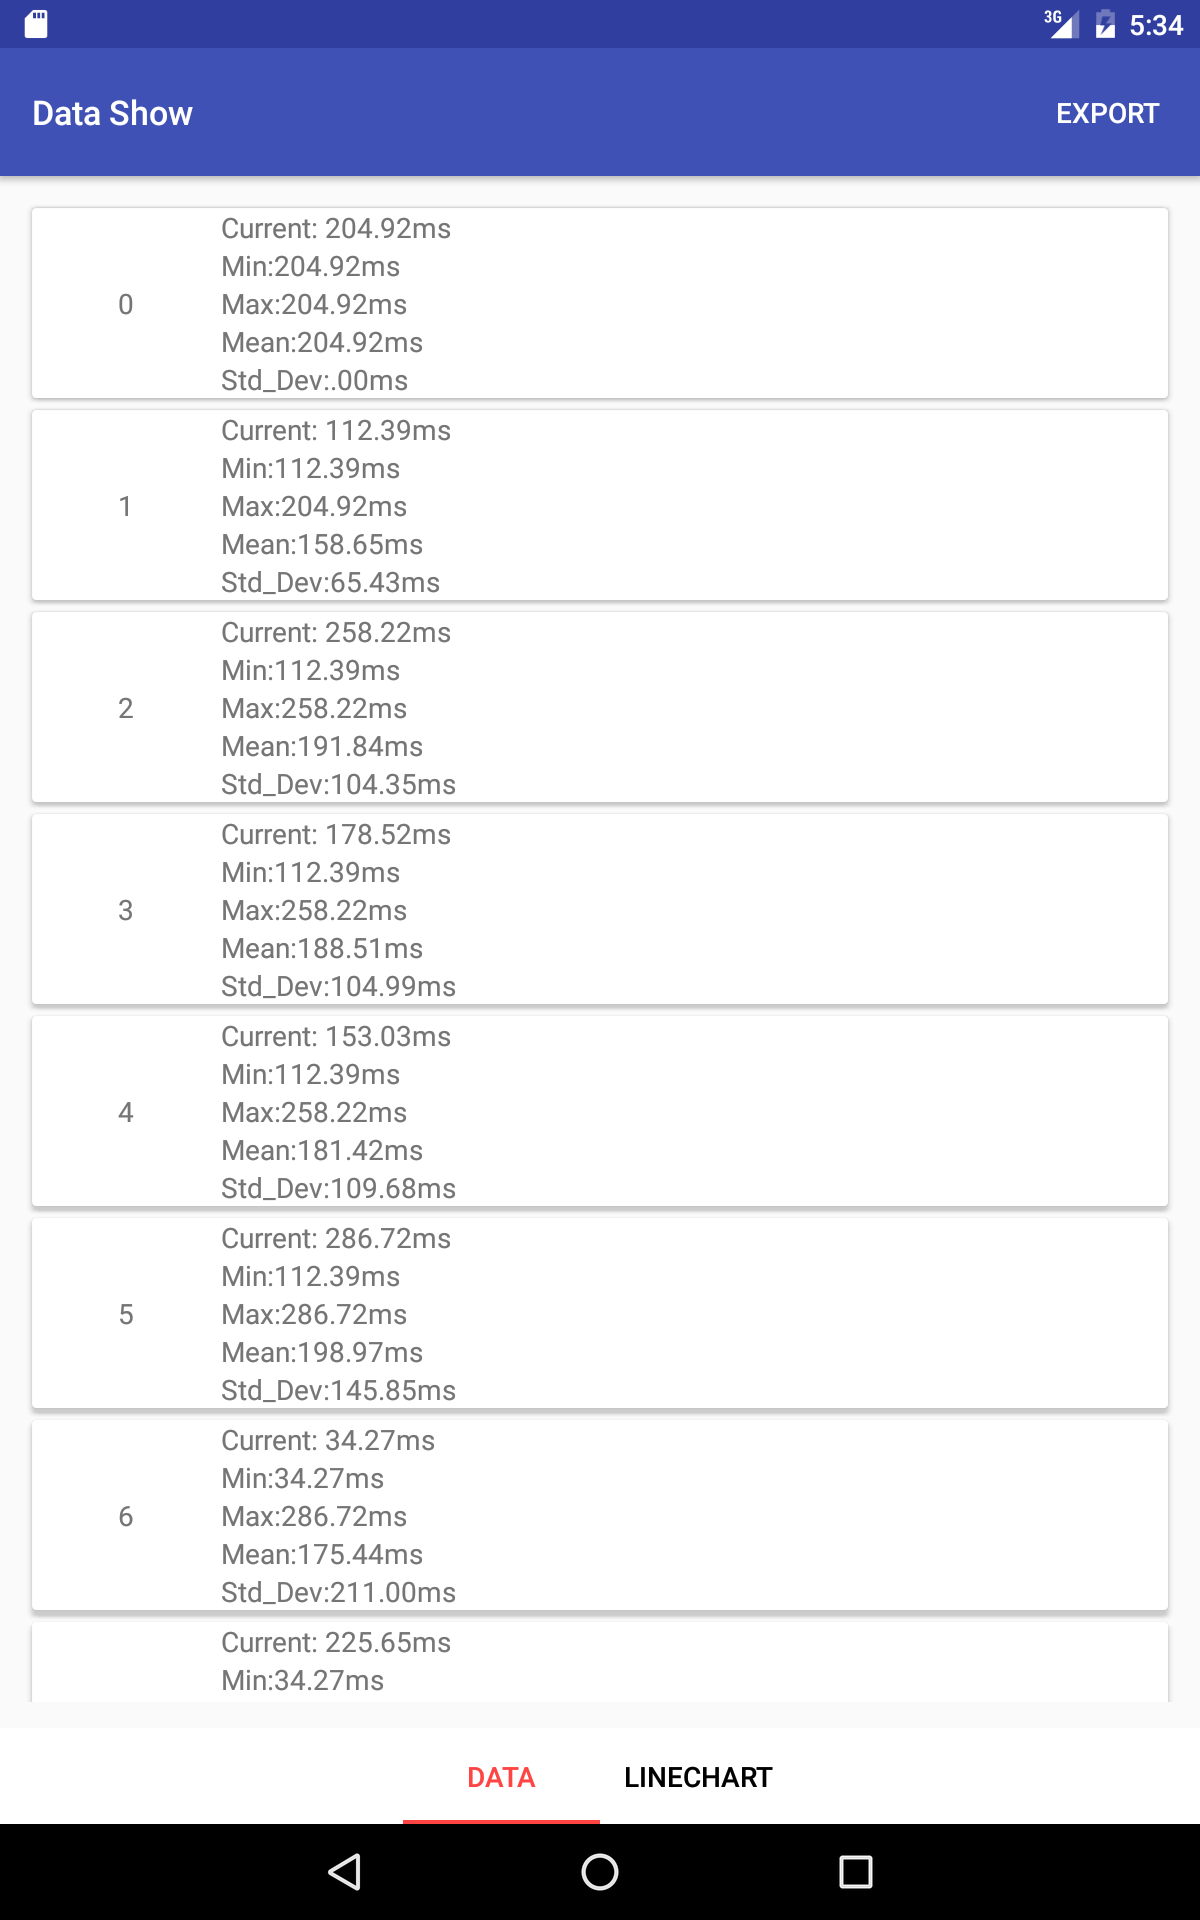 3G 5:34
Data Show EXPORT
Current: 204.92ms
Min:204.92ms
0 Max:204.92ms
Mean:204.92ms
Std_Dev:.00ms
Current: 112.39ms
Min:112.39ms
1 Max:204.92ms
Mean:158.65ms
Std_Dev:65.43ms
Current: 258.22ms
Min:112.39ms
2 Max:258.22ms
Mean:191.84ms
Std_Dev:104.35ms
Current: 178.52ms
Min:112.39ms
3 Max:258.22ms
Mean:188.51ms
Std_Dev:104.99ms
Current: 153.03ms
Min:112.39ms
4 Max:258.22ms
Mean:181.42ms
Std_Dev:109.68ms
Current: 286.72ms
Min:112.39ms
5 Max:286.72ms
Mean:198.97ms
Std_Dev:145.85ms
Current: 34.27ms
Min:34.27ms
6 Max:286.72ms
Mean:175.44ms
Std_Dev:211.00ms
Current: 225.65ms
Min:34.27ms
DATA LINECHART